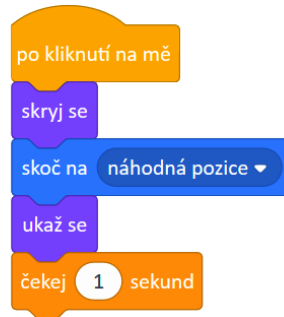 po kliknutí na mě
skryj se
skoč na náhodná pozice
ukaž se
čekej 1 sekund